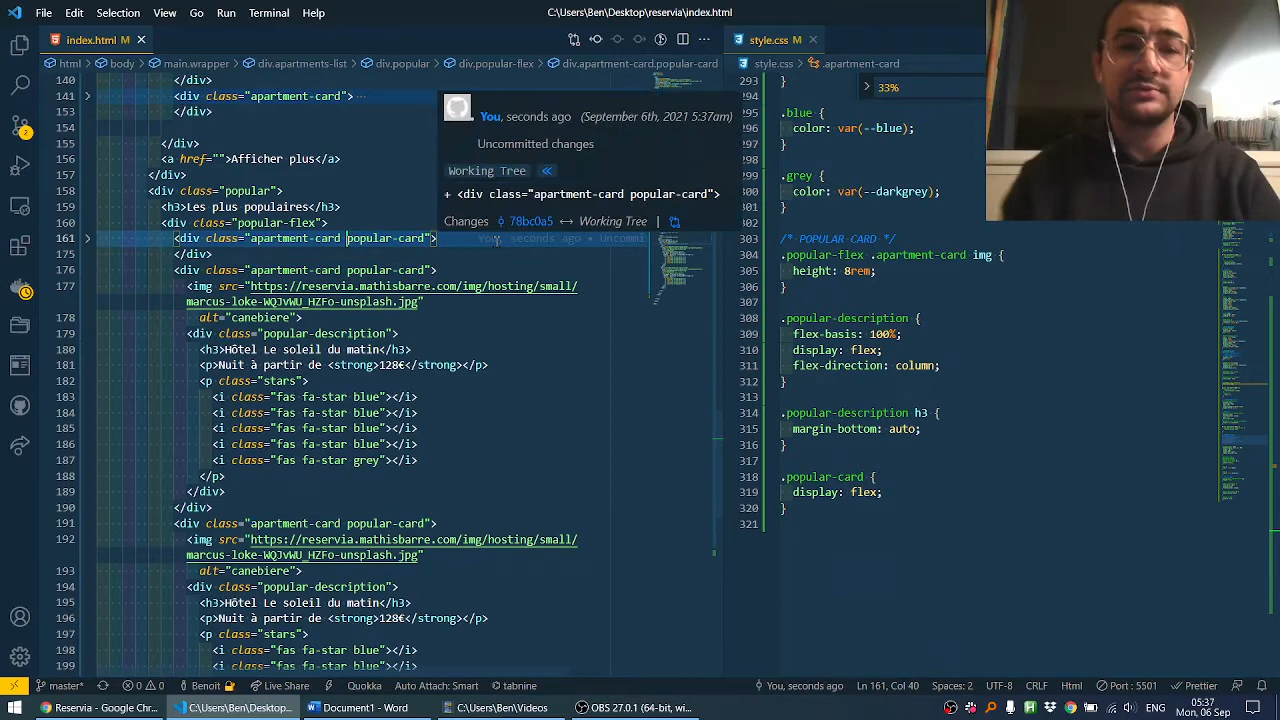 File Edit Selection View Go Run Terminal Help
C:\Users\Ben\Desktop\reservia\index.html
index.html M
html > body > main.wrapper > div.apartments-list > div.popular > div.popular-flex > div.apartment-card.popular-card
140 </div>
141 <div class="apartment-card">
153 </div>
154
155 </div>
156 <a href="">Afficher plus</a>
157 </div>
158 <div class="popular">
159 <h3>Les plus populaires</h3>
160 <div class="popular-flex">
161 <div class="apartment-card popular-card"> You, seconds ago • Uncommit
175 </div>
176 <div class="apartment-card popular-card">
177 <img src="https://reservia.mathisbarre.com/img/hosting/small/
marcus-loke-WQJvWU_HZFo-unsplash.jpg"
178 alt="canebiere">
179 <div class="popular-description">
180 <h3>Hôtel Le soleil du matin</h3>
181 <p>Nuit à partir de <strong>128€</strong></p>
182 <p class="stars">
183 <i class="fas fa-star blue"></i>
184 <i class="fas fa-star blue"></i>
185 <i class="fas fa-star blue"></i>
186 <i class="fas fa-star blue"></i>
187 <i class="fas fa-star grey"></i>
188 </p>
189 </div>
190 </div>
191 <div class="apartment-card popular-card">
192 <img src="https://reservia.mathisbarre.com/img/hosting/small/
marcus-loke-WQJvWU_HZFo-unsplash.jpg"
193 alt="canebiere">
194 <div class="popular-description">
195 <h3>Hôtel Le soleil du matin</h3>
196 <p>Nuit à partir de <strong>128€</strong></p>
197 <p class="stars">
198 <i class="fas fa-star blue"></i>
199 <i class="fas fa-star blue"></i>
You, seconds ago (September 6th, 2021 5:37am)
Uncommitted changes
Working Tree
+ <div class="apartment-card popular-card">
Changes 78bc0a5 ↔ Working Tree |
style.css M
style.css > .apartment-card
33%
293 }
294
.blue {
color: var(--blue);
}
.grey {
300 color: var(--darkgrey);
301 }
303 /* POPULAR CARD */
304 .popular-flex .apartment-card img {
305 height: 8rem;
306 }
307
308 .popular-description {
309 flex-basis: 100%;
310 display: flex;
311 flex-direction: column;
312 }
313
314 .popular-description h3 {
315 margin-bottom: auto;
316 }
317
318 .popular-card {
319 display: flex;
320 }
321
2
master* 0 0 Benoit Live Share Quokka Auto Attach: Smart tabnine You, seconds ago Ln 161, Col 40 Spaces: 2 UTF-8 CRLF Html Port : 5501 Prettier
Reservia - Google Chr... C:\Users\Ben\Desktop... Document1 - Word C:\Users\Benoit\Videos OBS 27.0.1 (64-bit, wi...
05:37
Mon, 06 Sep